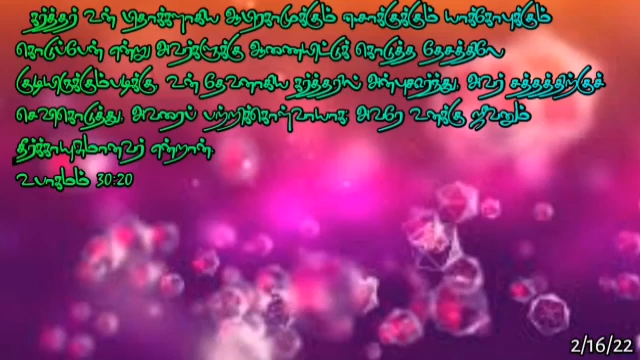 கர்த்தர் உன் பிதாக்களாகிய ஆபிரகாமுக்கும் ஈசாக்குக்கும் யாக்கோபுக்கும்
கொடுப்பேன் என்று அவர்களுக்கு ஆணையிட்டுக் கொடுத்த தேசத்திலே
குடியிருக்கும்படிக்கு, உன் தேவனாகிய கர்த்தரில் அன்புகூர்ந்து, அவர் சத்தத்திற்குச்
செவிகொடுத்து, அவரைப் பற்றிக்கொள்வாயாக; அவரே உனக்கு ஜீவனும்
தீர்க்காயுசுமானவர் என்றான்.
உபாகமம் 30:20
2/16/22